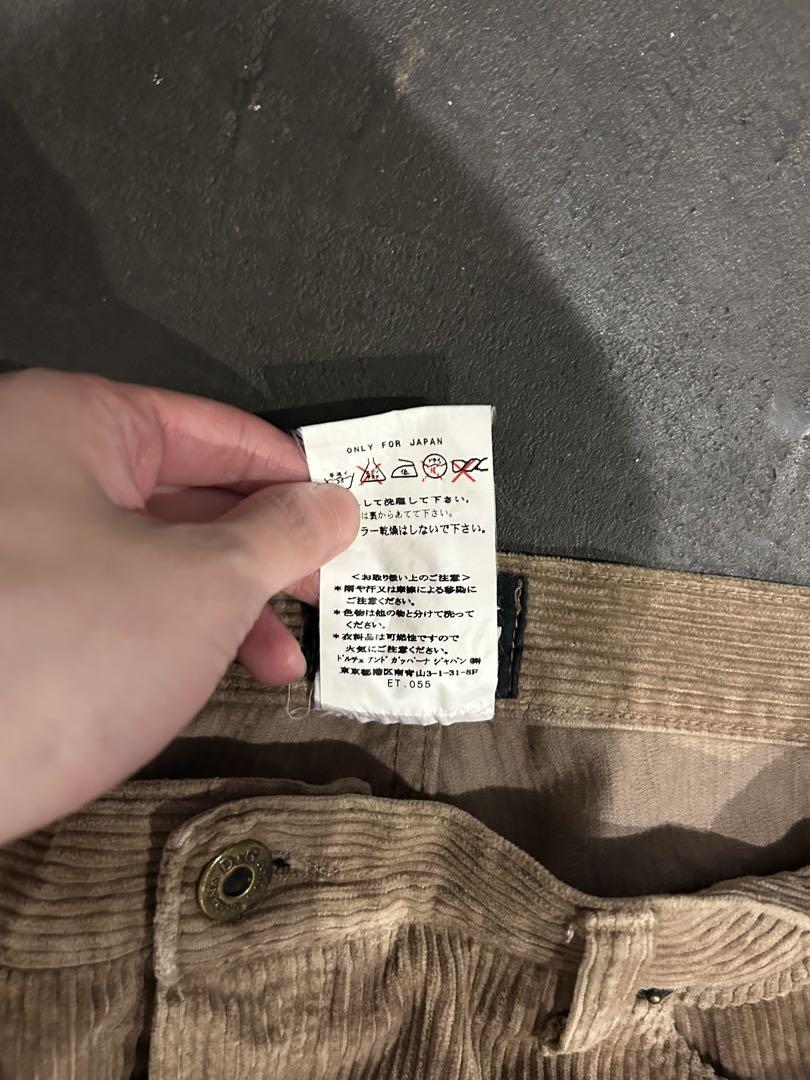 ONLY FOR JAPAN
低
ドライ
して洗濯して下さい。
は裏からあてて下さい。
ラー乾燥はしないで下さい。
<お取り扱い上のご注意>
*雨や汗又は摩擦による移染に
ご注意ください。
*色物は他の物と分けて洗って
ください。
*衣料品は可燃性ですので
火気にご注意ください。
ドルチェ アンド ガッバーナ ジャパン ㈱
東京都港区南青山3-1-31-8F
ET.055
D&G